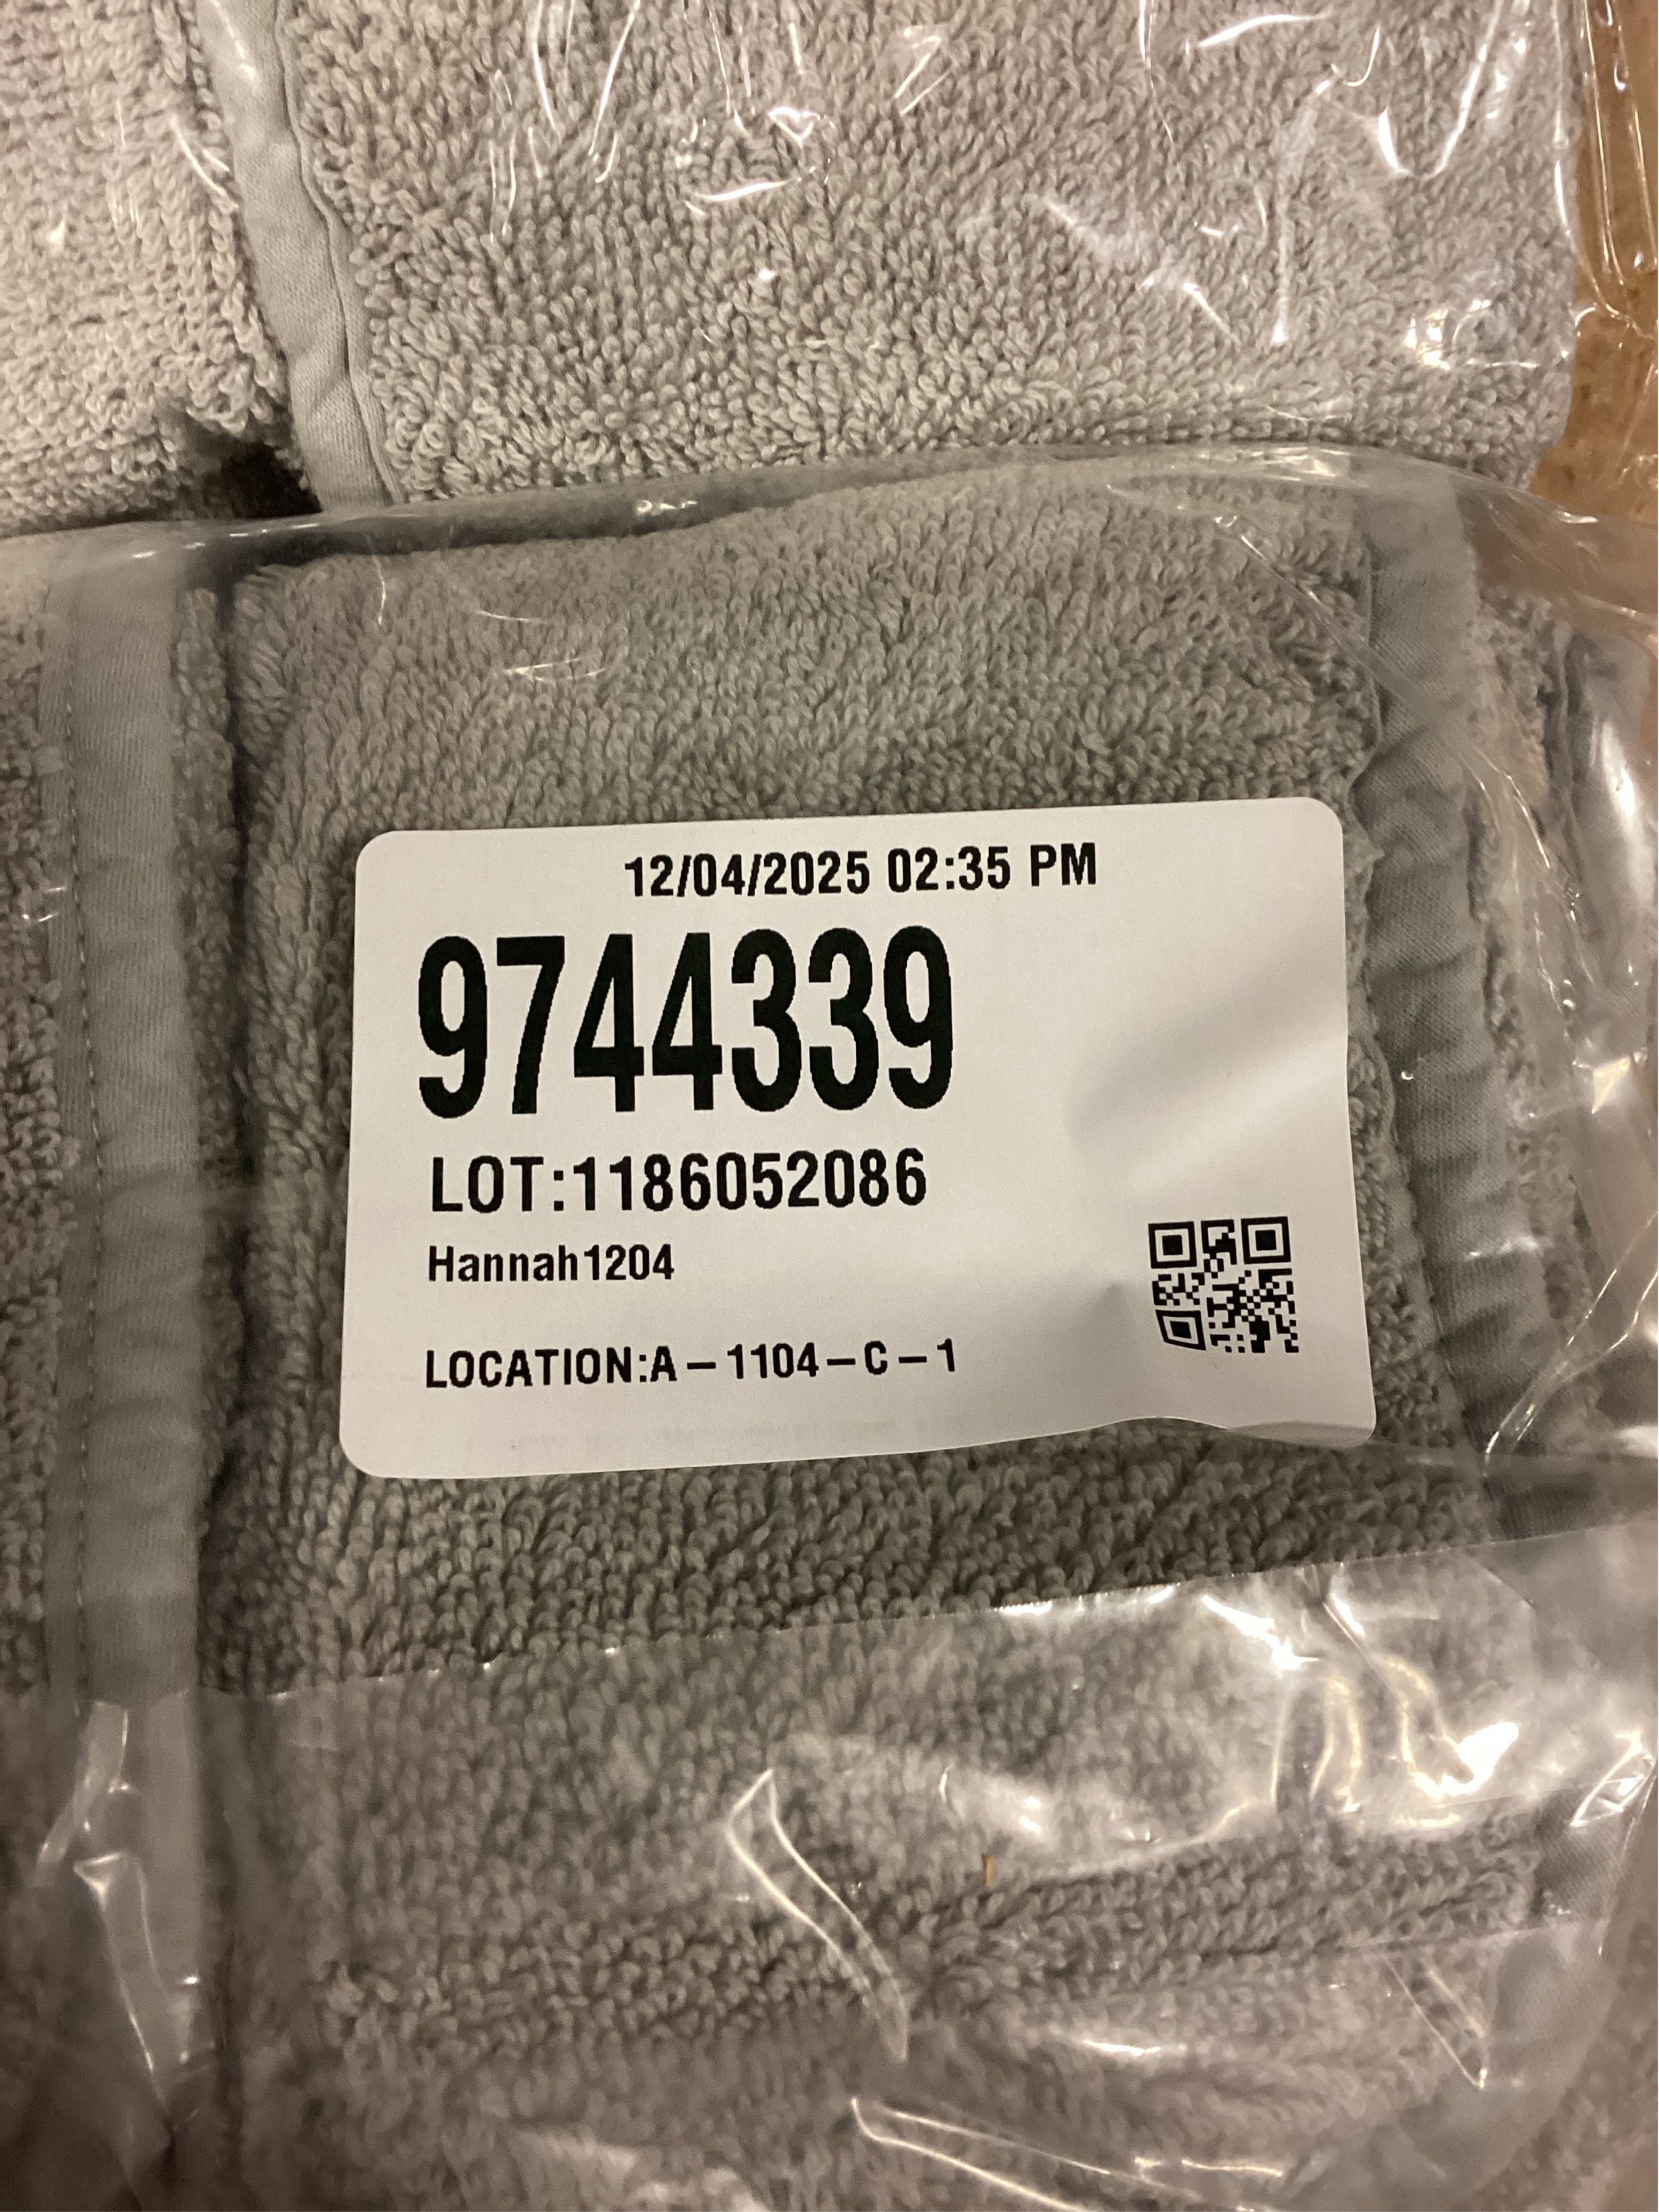 12/04/2025 02:35 PM
9744339
LOT:1186052086
Hannah1204
LOCATION:A-1104-C-1